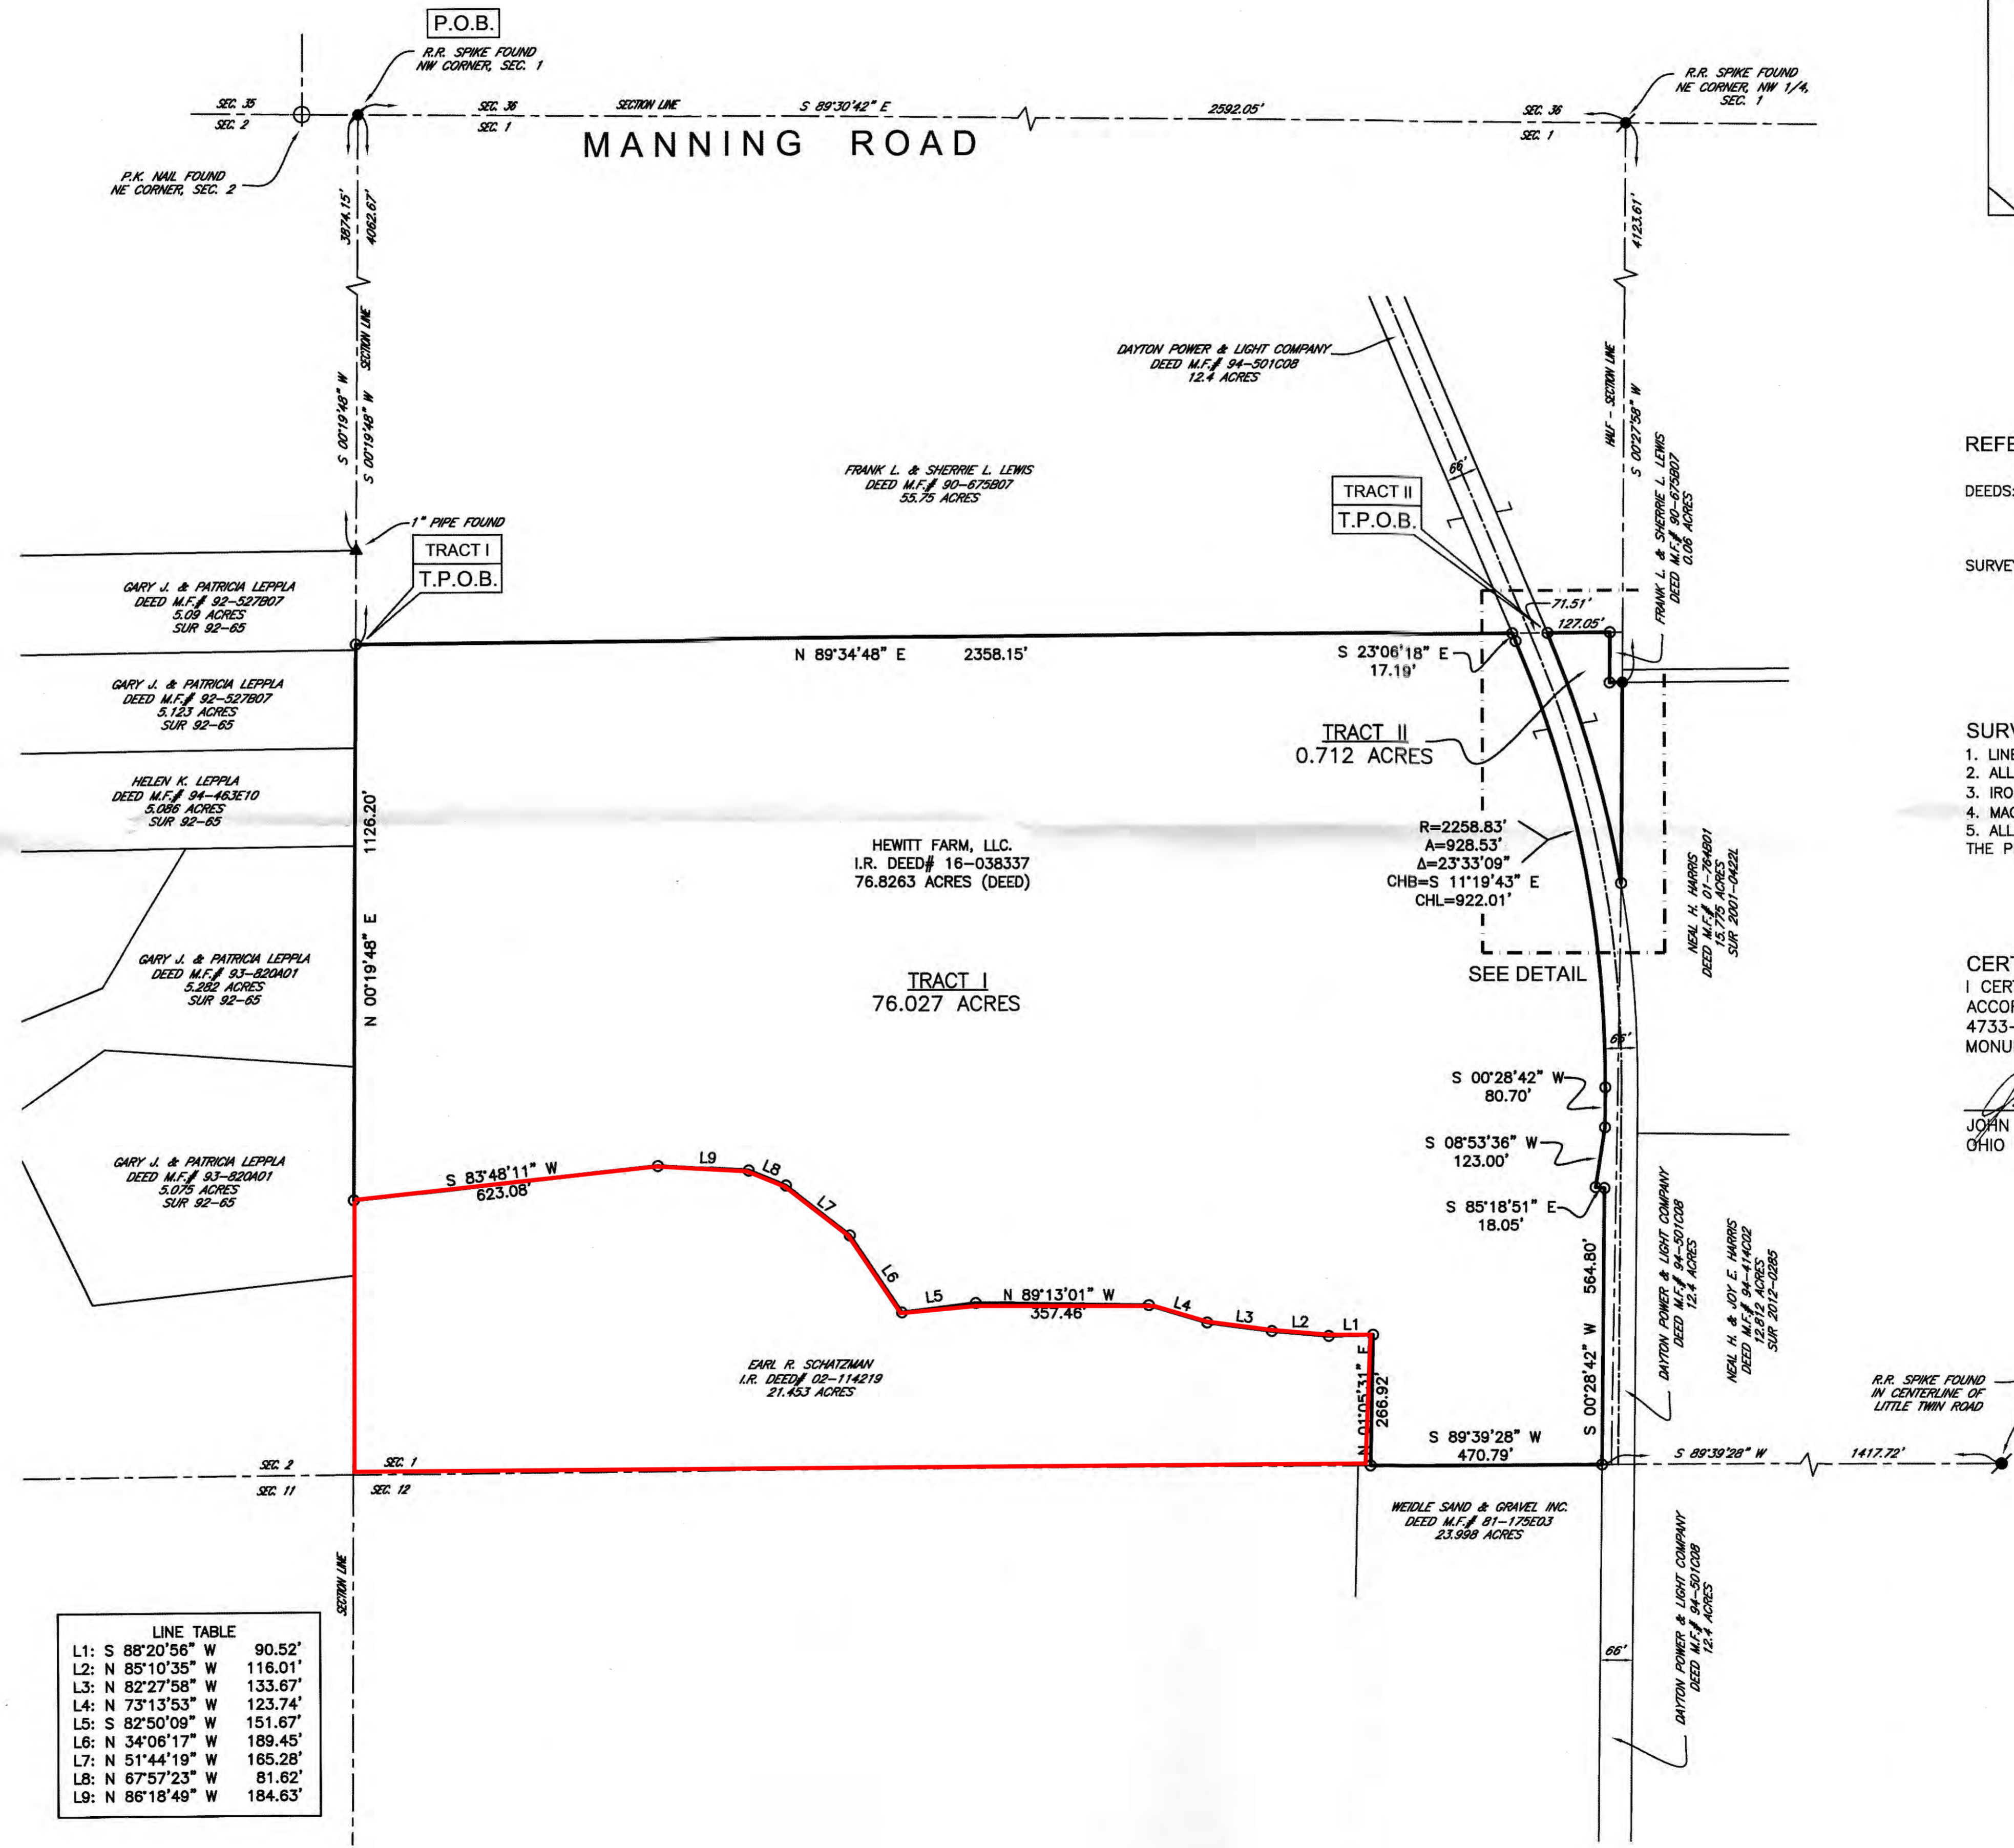 P.O.B.
R.R. SPIKE FOUND
NW CORNER, SEC. 1
R.R. SPIKE FOUND
NE CORNER, NW 1/4,
SEC. 1
SEC. 35
SEC. 2
SEC. 36
SEC. 1
SECTION LINE
S 89°30'42" E
2592.05'
SEC. 36
SEC. 1
MANNING ROAD
P.K. NAIL FOUND
NE CORNER, SEC. 2
3874.15'
4062.67'
4123.61'
S 00°19'48" W
S 00°19'48" W SECTION LINE
HALF - SECTION LINE
S 00°27'58" W
DAYTON POWER & LIGHT COMPANY
DEED M.F.# 94-501C08
12.4 ACRES
66'
FRANK L. & SHERRIE L. LEWIS
DEED M.F.# 90-675B07
55.75 ACRES
FRANK L. & SHERRIE L. LEWIS
DEED M.F.# 90-675B07
0.06 ACRES
TRACT II
T.P.O.B.
1" PIPE FOUND
TRACT I
T.P.O.B.
GARY J. & PATRICIA LEPPLA
DEED M.F.# 92-527B07
5.09 ACRES
SUR 92-65
71.51'
127.05'
N 89°34'48" E 2358.15'
S 23°06'18" E
17.19'
GARY J. & PATRICIA LEPPLA
DEED M.F.# 92-527B07
5.123 ACRES
SUR 92-65
TRACT II
0.712 ACRES
HELEN K. LEPPLA
DEED M.F.# 94-463E10
5.086 ACRES
SUR 92-65
N 00°19'48" E 1126.20'
HEWITT FARM, LLC.
I.R. DEED# 16-038337
76.8263 ACRES (DEED)
R=2258.83'
A=928.53'
Δ=23°33'09"
CHB=S 11°19'43" E
CHL=922.01'
NEAL H. HARRIS
DEED M.F.# 01-764B01
15.775 ACRES
SUR 2001-0422L
GARY J. & PATRICIA LEPPLA
DEED M.F.# 93-820A01
5.282 ACRES
SUR 92-65
TRACT I
76.027 ACRES
SEE DETAIL
66'
S 00°28'42" W
80.70'
S 08°53'36" W
123.00'
S 85°18'51" E
18.05'
GARY J. & PATRICIA LEPPLA
DEED M.F.# 93-820A01
5.075 ACRES
SUR 92-65
S 83°48'11" W
623.08'
L9
L8
L7
L6
L5
N 89°13'01" W
357.46'
L4
L3
L2
L1
S 00°28'42" W 564.80'
DAYTON POWER & LIGHT COMPANY
DEED M.F.# 94-501C08
12.4 ACRES
NEAL H. & JOY E. HARRIS
DEED M.F.# 94-414C02
12.812 ACRES
SUR 2012-0285
EARL R. SCHATZMAN
I.R. DEED# 02-114219
21.453 ACRES
N 01°05'31" E
266.92'
R.R. SPIKE FOUND
IN CENTERLINE OF
LITTLE TWIN ROAD
S 89°39'28" W
470.79'
S 89°39'28" W 1417.72'
SEC. 2
SEC. 11
SEC. 1
SEC. 12
WEIDLE SAND & GRAVEL INC.
DEED M.F.# 81-175E03
23.998 ACRES
SECTION LINE
DAYTON POWER & LIGHT COMPANY
DEED M.F.# 94-501C08
12.4 ACRES
66'
LINE TABLE
L1: S 88°20'56" W 90.52'
L2: N 85°10'35" W 116.01'
L3: N 82°27'58" W 133.67'
L4: N 73°13'53" W 123.74'
L5: S 82°50'09" W 151.67'
L6: N 34°06'17" W 189.45'
L7: N 51°44'19" W 165.28'
L8: N 67°57'23" W 81.62'
L9: N 86°18'49" W 184.63'
DEEDS:
1. LINE
2. ALL
3. IRO
4. MAG
5. ALL
THE P
I CER
4733-
JOHN
OHIO